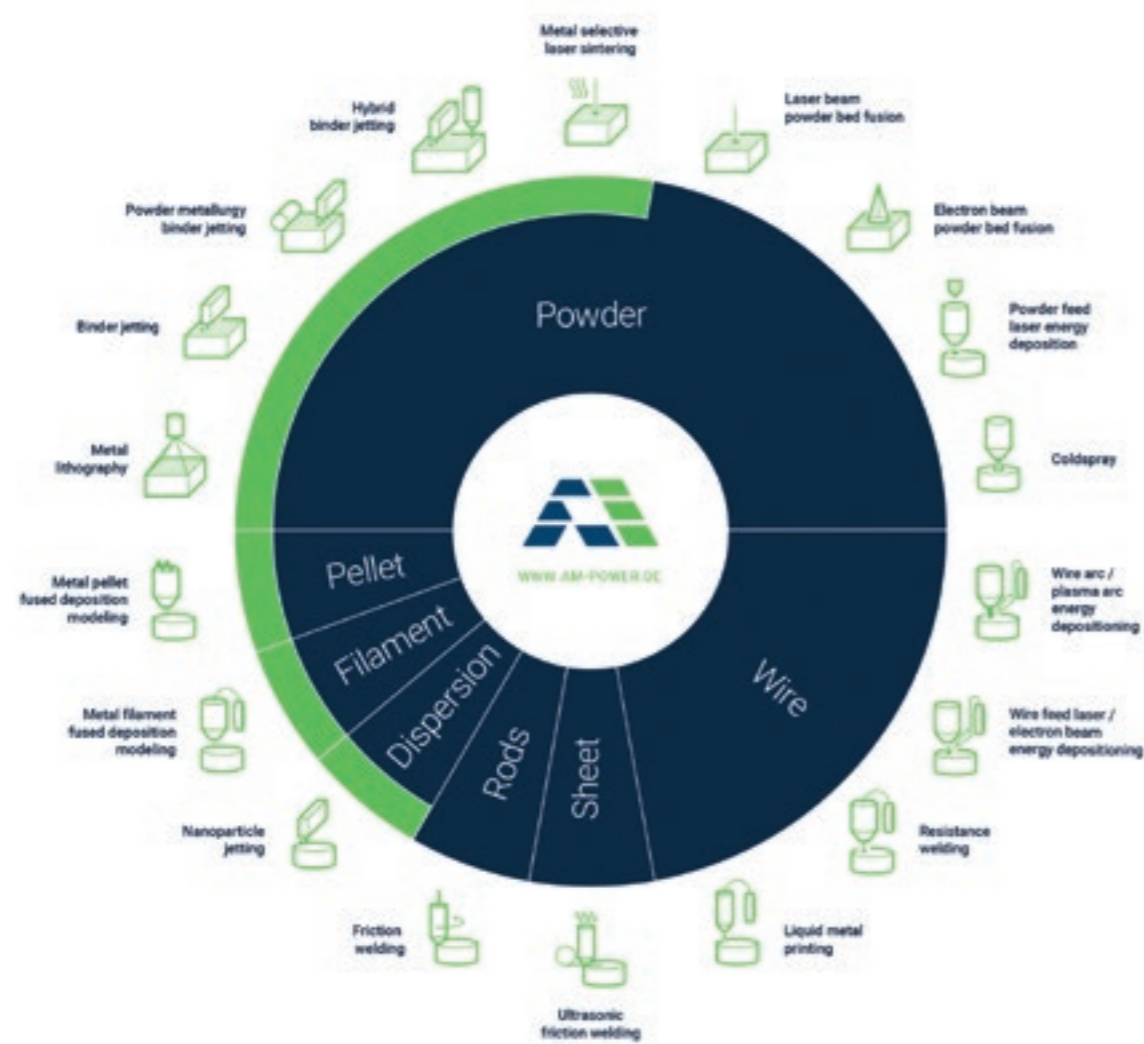 Metal selective
laser sintering
Laser beam
powder bed fusion
Electron beam
powder bed fusion
Powder feed
laser energy
deposition
Coldspray
Wire arc /
plasma arc
energy
depositioning
Wire feed laser /
electron beam
energy depositioning
Resistance
welding
Liquid metal
printing
Ultrasonic
friction welding
Friction
welding
Nanoparticle
jetting
Metal filament
fused deposition
modeling
Metal pellet
fused deposition
modeling
Metal
lithography
Binder jetting
Powder metallurgy
binder jetting
Hybrid
binder jetting
Powder
Pellet
Filament
Dispersion
Rods
Sheet
Wire
WWW.AM-POWER.DE